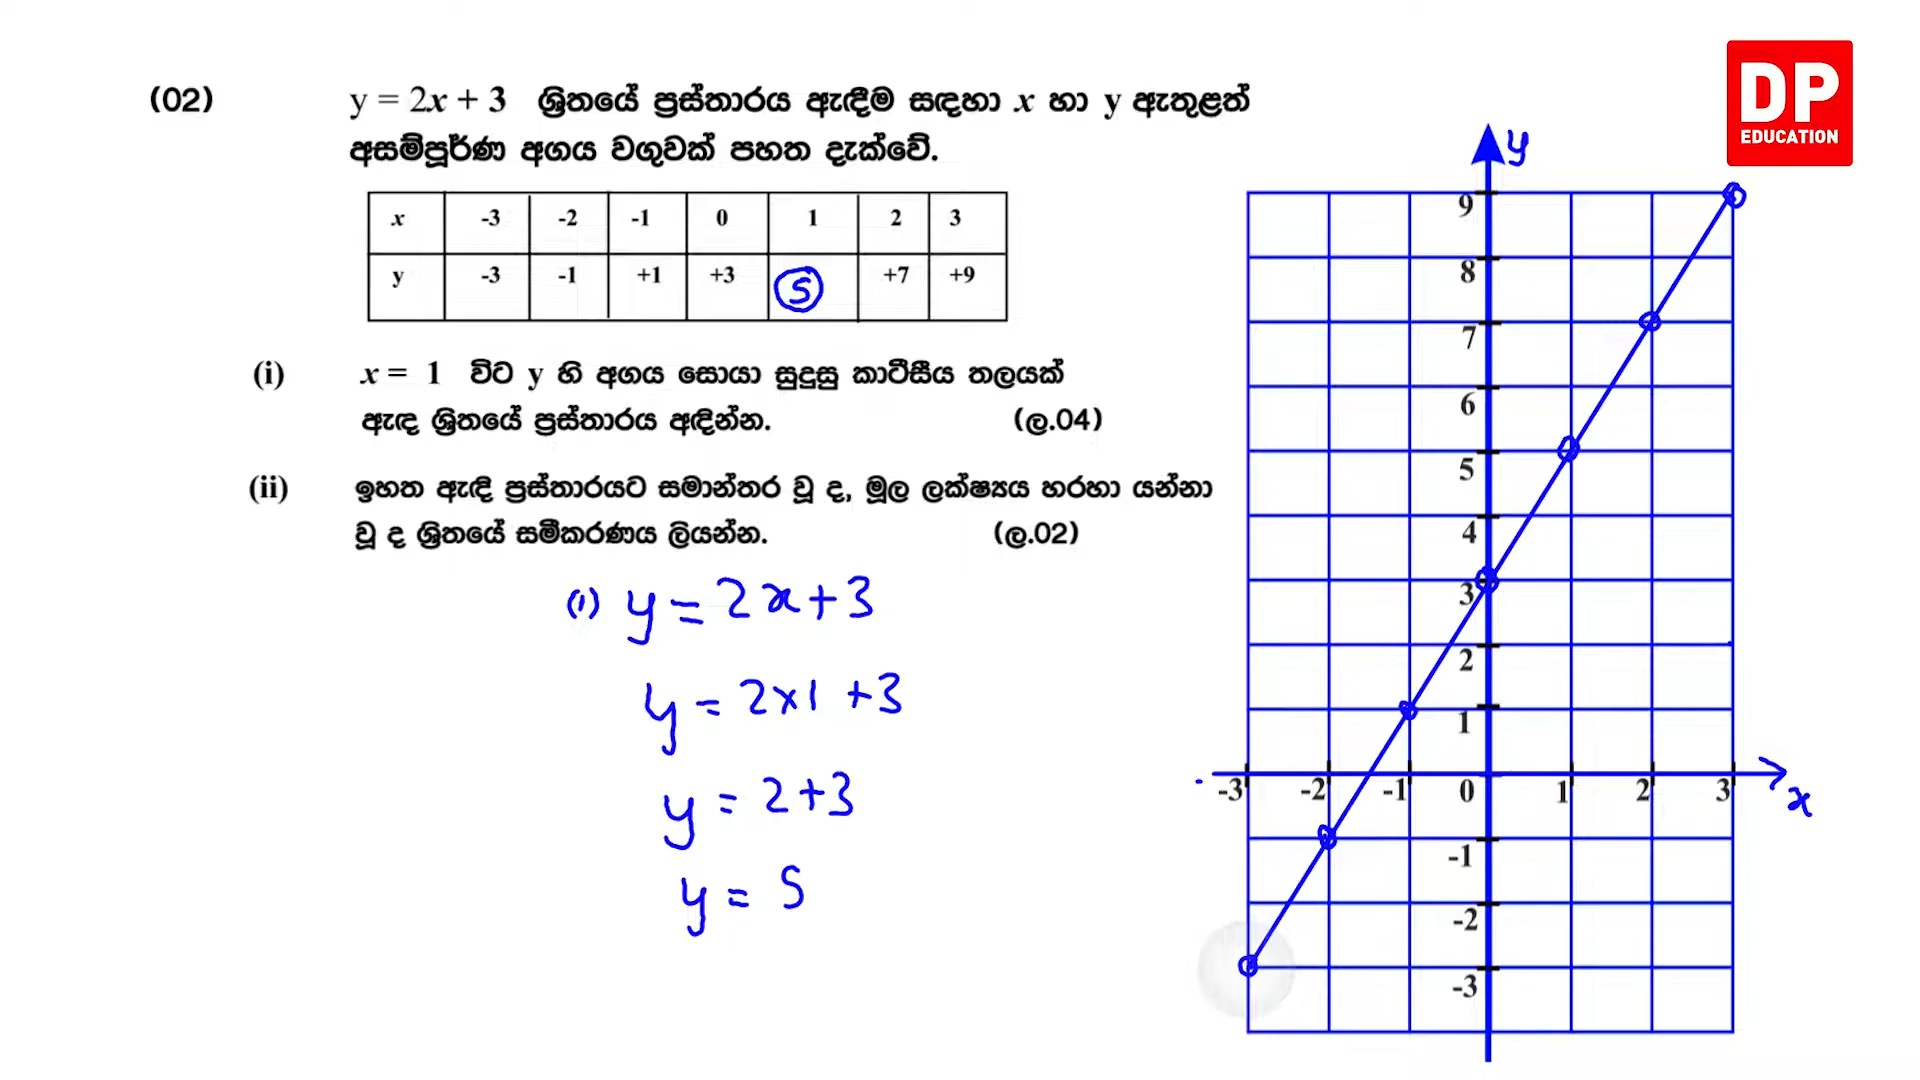 DP
EDUCATION
(02) y = 2x + 3 ශ්‍රිතයේ ප්‍රස්තාරය ඇඳීම සඳහා x හා y ඇතුළත්
අසම්පූර්ණ අගය වගුවක් පහත දැක්වේ.
x -3 -2 -1 0 1 2 3
y -3 -1 +1 +3 5 +7 +9
(i) x = 1 විට y හි අගය සොයා සුදුසු කාටීසීය තලයක්
ඇඳ ශ්‍රිතයේ ප්‍රස්තාරය අඳින්න. (ල.04)
(ii) ඉහත ඇඳි ප්‍රස්තාරයට සමාන්තර වූ ද, මූල ලක්ෂ්‍යය හරහා යන්නා
වූ ද ශ්‍රිතයේ සමීකරණය ලියන්න. (ල.02)
(i) y = 2x + 3
y = 2x1 + 3
y = 2 + 3
y = 5
y
9
8
7
6
5
4
3
2
1
-3 -2 -1 0 1 2 3 x
-1
-2
-3